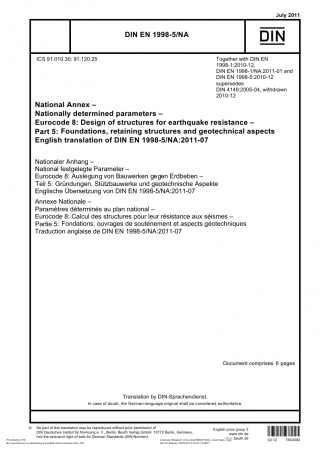 July 2011
DIN EN 1998-5/NA
DIN
ICS 91.010.30; 91.120.25
Together with DIN EN
1998-1:2010-12,
DIN EN 1998-1/NA:2011-01 and
DIN EN 1998-5:2010-12
supersedes
DIN 4149:2005-04, withdrawn
2010-12
National Annex –
Nationally determined parameters –
Eurocode 8: Design of structures for earthquake resistance –
Part 5: Foundations, retaining structures and geotechnical aspects
English translation of DIN EN 1998-5/NA:2011-07
Nationaler Anhang –
National festgelegte Parameter –
Eurocode 8: Auslegung von Bauwerken gegen Erdbeben –
Teil 5: Gründungen, Stützbauwerke und geotechnische Aspekte
Englische Übersetzung von DIN EN 1998-5/NA:2011-07
Annexe Nationale –
Paramètres déterminés au plan national –
Eurocode 8: Calcul des structures pour leur résistance aux séismes –
Partie 5: Fondations, ouvrages de soutènement et aspects géotechniques
Traduction anglaise de DIN EN 1998-5/NA:2011-07
Document comprises 6 pages
Translation by DIN-Sprachendienst.
In case of doubt, the German-language original shall be considered authoritative.
© No part of this translation may be reproduced without prior permission of
DIN Deutsches Institut für Normung e. V., Berlin. Beuth Verlag GmbH, 10772 Berlin, Germany,
has the exclusive right of sale for German Standards (DIN-Normen).
English price group 5
www.din.de
www.beuth.de